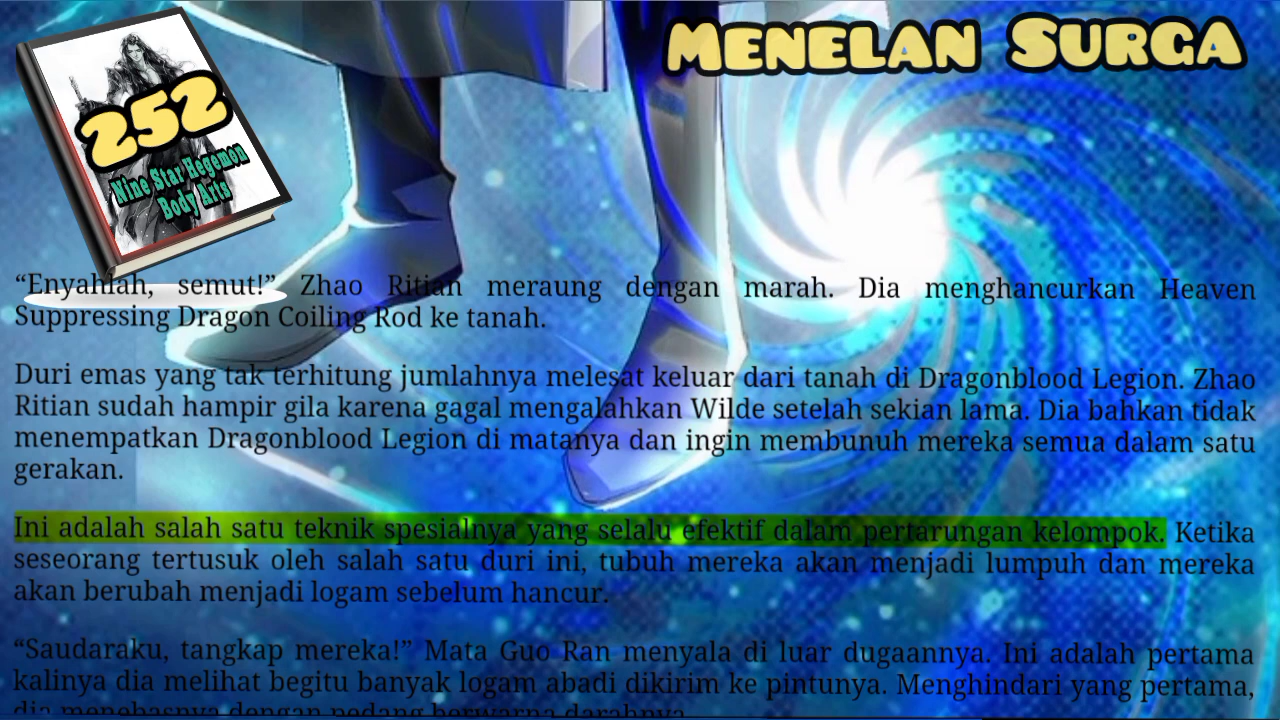 Menelan Surga
252
Nine Star Hegemon
Body Arts
“Enyahlah, semut!” Zhao Ritian meraung dengan marah. Dia menghancurkan Heaven
Suppressing Dragon Coiling Rod ke tanah.
Duri emas yang tak terhitung jumlahnya melesat keluar dari tanah di Dragonblood Legion. Zhao
Ritian sudah hampir gila karena gagal mengalahkan Wilde setelah sekian lama. Dia bahkan tidak
menempatkan Dragonblood Legion di matanya dan ingin membunuh mereka semua dalam satu
gerakan.
Ini adalah salah satu teknik spesialnya yang selalu efektif dalam pertarungan kelompok. Ketika
seseorang tertusuk oleh salah satu duri ini, tubuh mereka akan menjadi lumpuh dan mereka
akan berubah menjadi logam sebelum hancur.
“Saudaraku, tangkap mereka!” Mata Guo Ran menyala di luar dugaannya. Ini adalah pertama
kalinya dia melihat begitu banyak logam abadi dikirim ke pintunya. Menghindari yang pertama,
dia menebasnya dengan pedang berwarna darahnya.